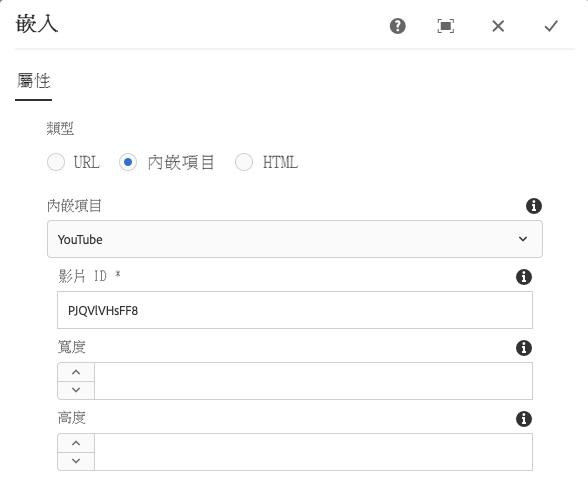 嵌入
屬性
類型
URL 內嵌項目 HTML
內嵌項目
YouTube
影片 ID *
PJQVlVHsFF8
寬度
高度